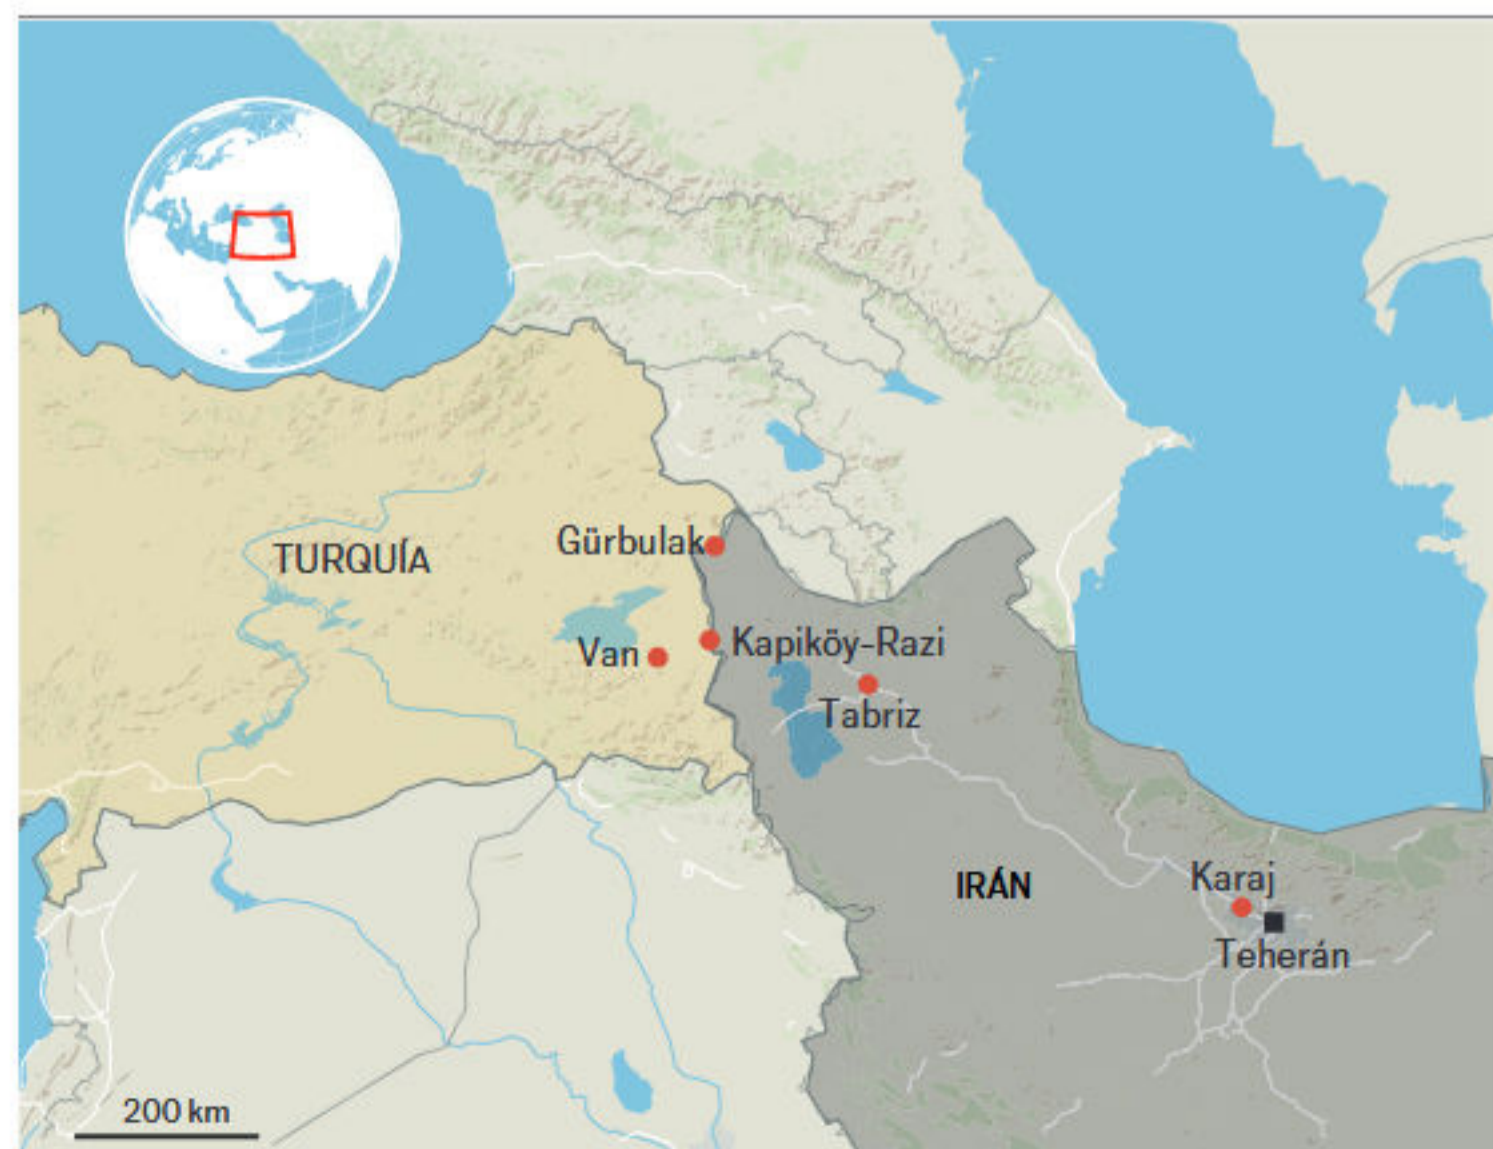 Gürbulak
TURQUÍA
Kapiköy-Razi
Van
Tabriz
IRÁN
Karaj
Teherán
200 km